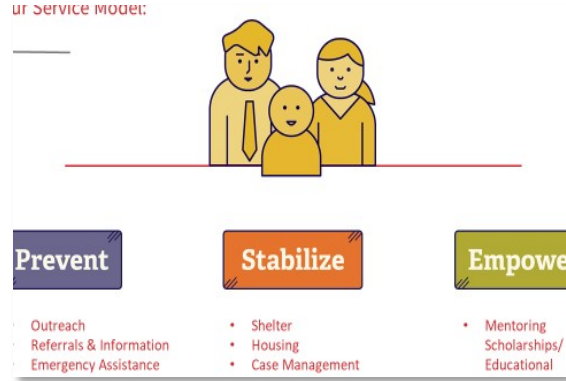 ur Service Model:
Prevent
Stabilize
Empowe
• Outreach
• Referrals & Information
• Emergency Assistance
• Shelter
• Housing
• Case Management
• Mentoring
Scholarships/
Educational